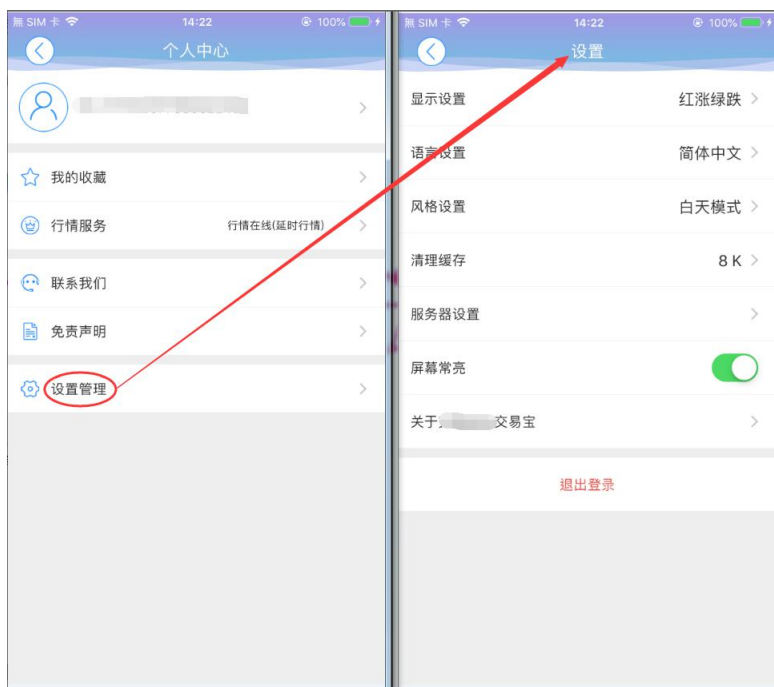 無 SIM 卡 14:22 100%
个人中心
我的收藏
行情服务 行情在线(延时行情)
联系我们
免责声明
设置管理
無 SIM 卡 14:22 100%
设置
显示设置 红涨绿跌
语言设置 简体中文
风格设置 白天模式
清理缓存 8 K
服务器设置
屏幕常亮
关于 交易宝
退出登录